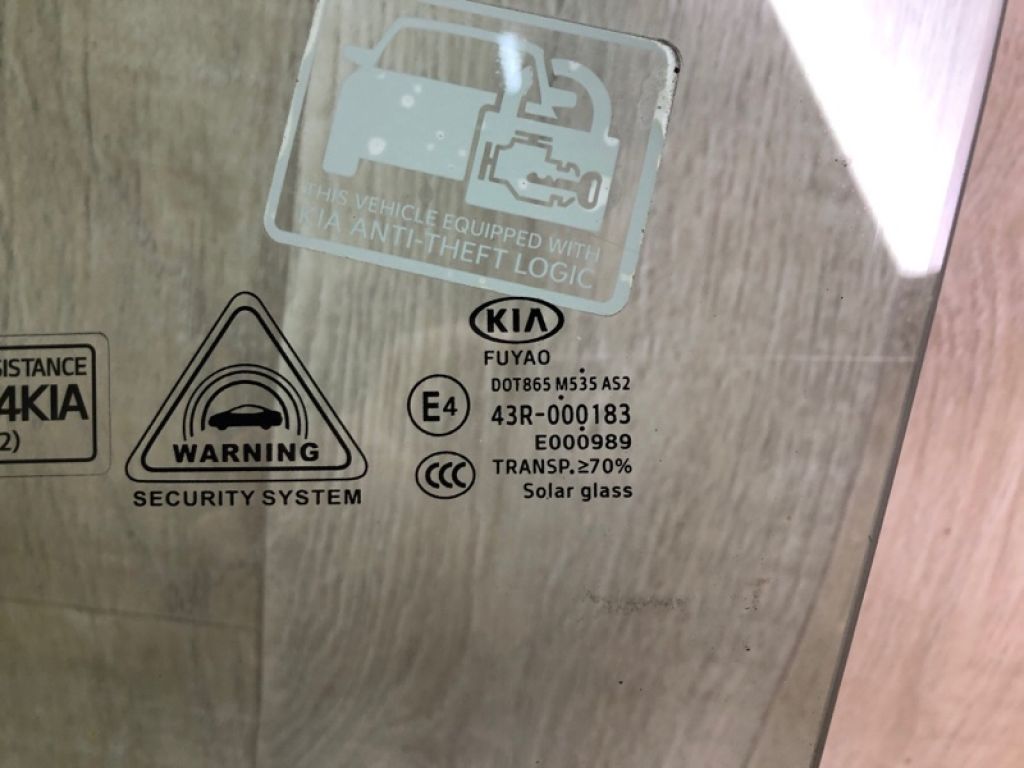 THIS VEHICLE EQUIPPED WITH
KIA ANTI-THEFT LOGIC
SISTANCE
4KIA
2)
WARNING
SECURITY SYSTEM
KIA
FUYAO
E4
DOT865 M535 AS2
43R-000183
E000989
CCC
TRANSP.≥70%
Solar glass